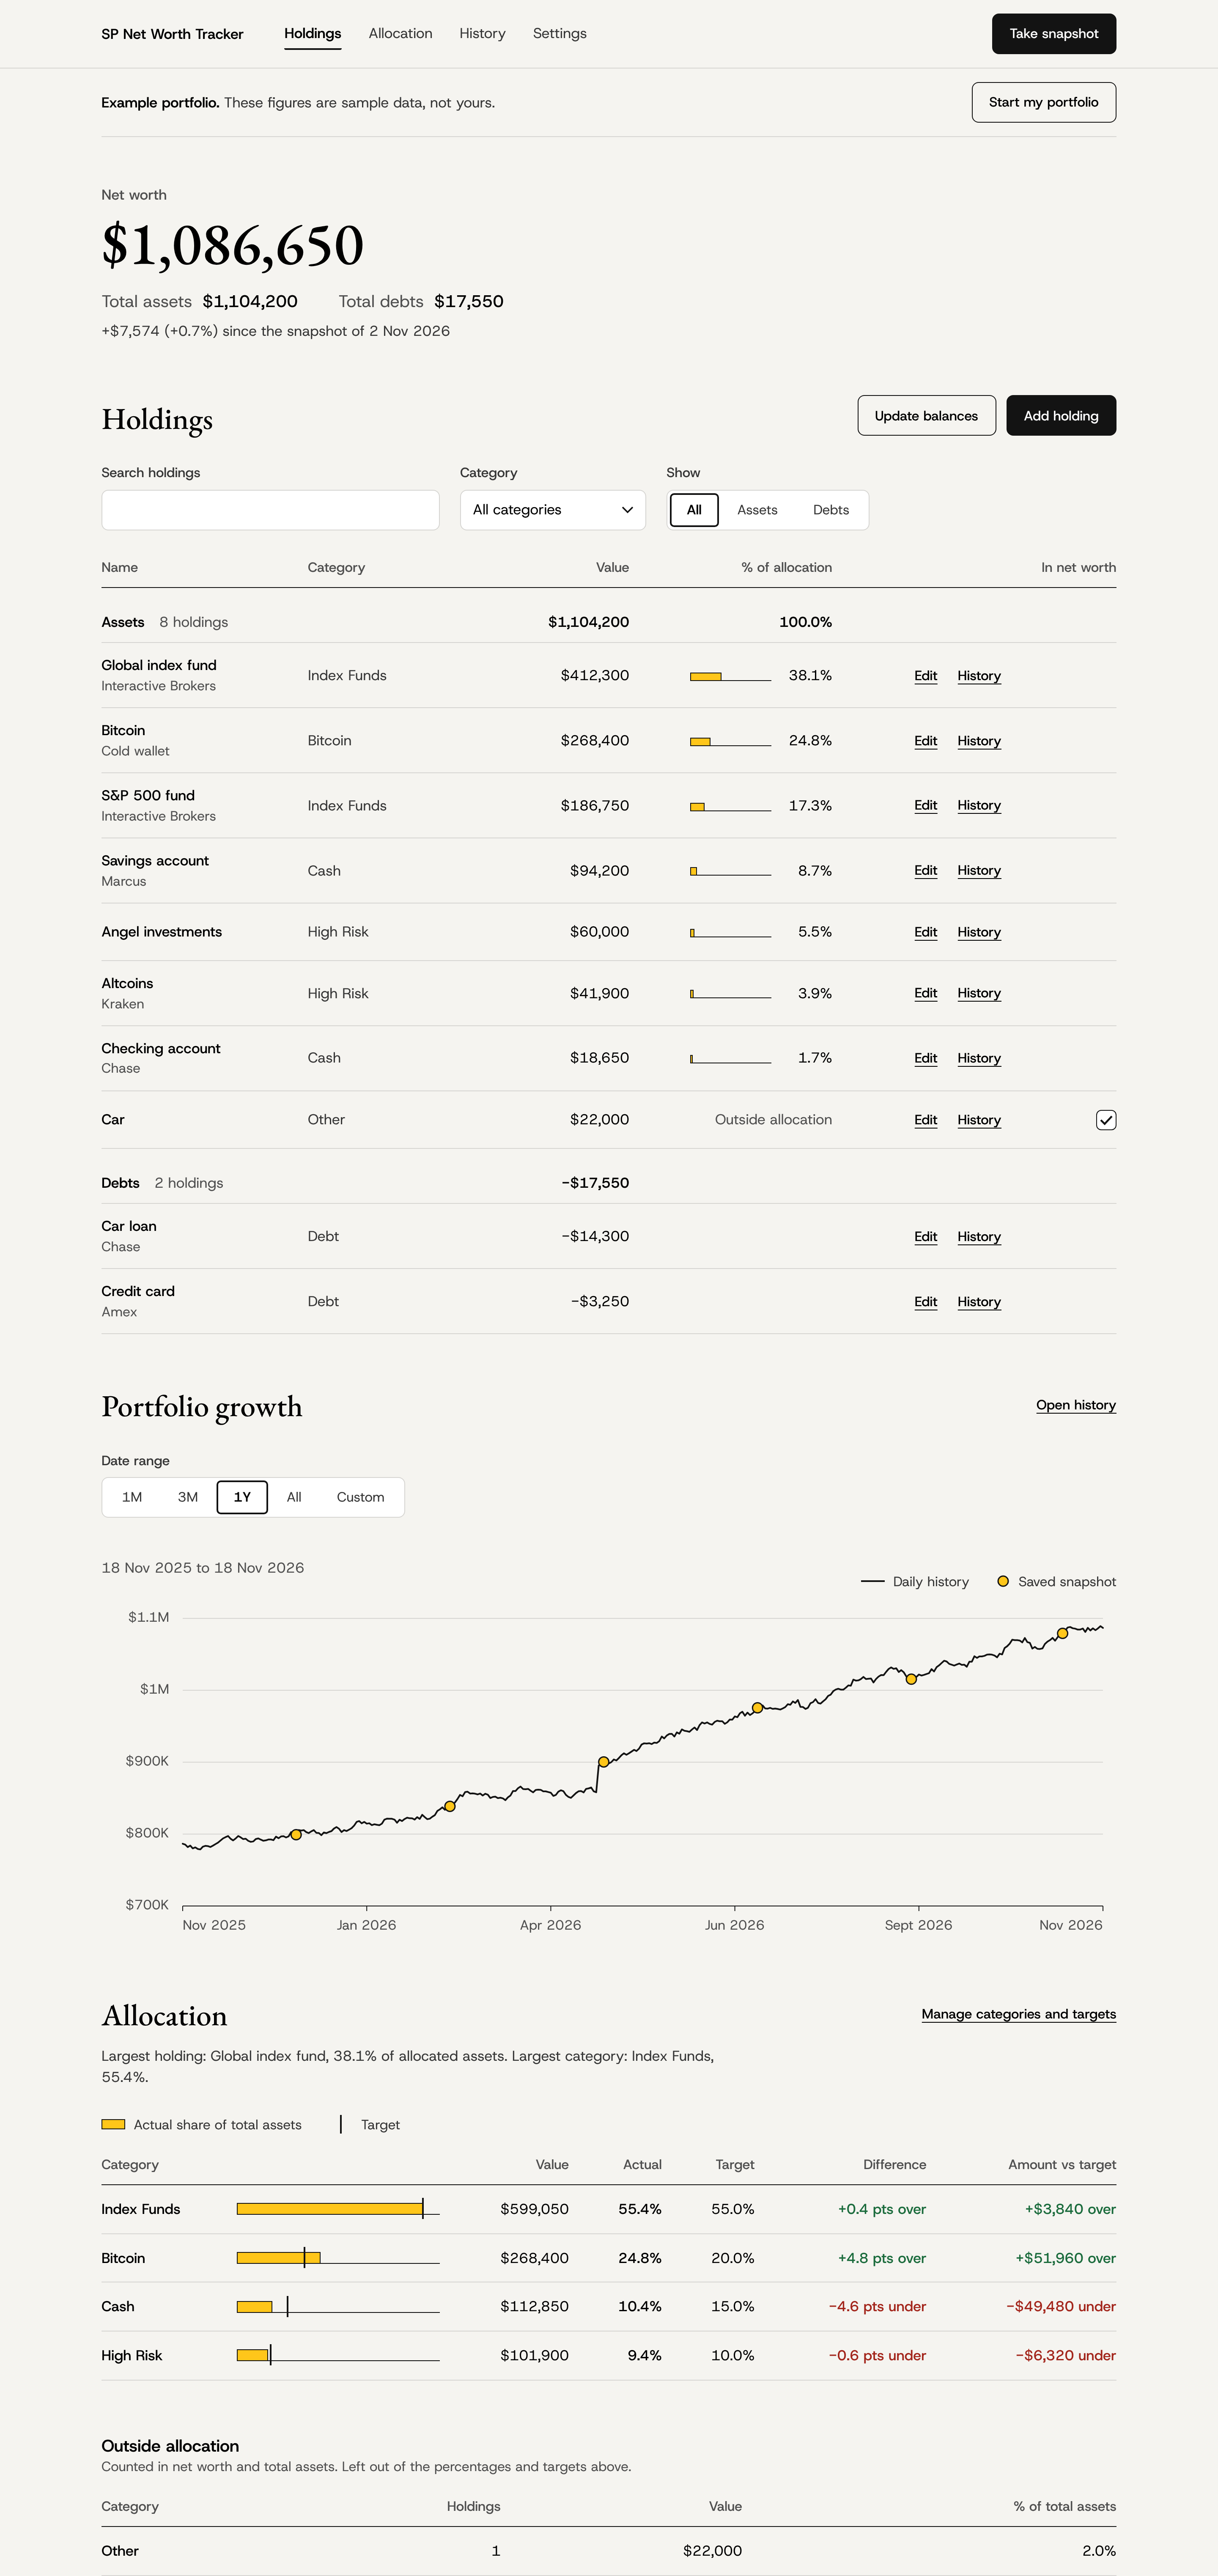 SP Net Worth Tracker Holdings Allocation History Settings Take snapshot
Example portfolio. These figures are sample data, not yours. Start my portfolio
Net worth
$1,086,650
Total assets $1,104,200 Total debts $17,550
+$7,574 (+0.7%) since the snapshot of 2 Nov 2026
Holdings Update balances Add holding
Search holdings Category Show
All categories All Assets Debts
Name Category Value % of allocation In net worth
Assets 8 holdings $1,104,200 100.0%
Global index fund
Interactive Brokers Index Funds $412,300 38.1% Edit History
Bitcoin
Cold wallet Bitcoin $268,400 24.8% Edit History
S&P 500 fund
Interactive Brokers Index Funds $186,750 17.3% Edit History
Savings account
Marcus Cash $94,200 8.7% Edit History
Angel investments High Risk $60,000 5.5% Edit History
Altcoins
Kraken High Risk $41,900 3.9% Edit History
Checking account
Chase Cash $18,650 1.7% Edit History
Car Other $22,000 Outside allocation Edit History
Debts 2 holdings −$17,550
Car loan
Chase Debt −$14,300 Edit History
Credit card
Amex Debt −$3,250 Edit History
Portfolio growth Open history
Date range
1M 3M 1Y All Custom
18 Nov 2025 to 18 Nov 2026
Daily history Saved snapshot
$1.1M
$1M
$900K
$800K
$700K
Nov 2025 Jan 2026 Apr 2026 Jun 2026 Sept 2026 Nov 2026
Allocation Manage categories and targets
Largest holding: Global index fund, 38.1% of allocated assets. Largest category: Index Funds,
55.4%.
Actual share of total assets Target
Category Value Actual Target Difference Amount vs target
Index Funds $599,050 55.4% 55.0% +0.4 pts over +$3,840 over
Bitcoin $268,400 24.8% 20.0% +4.8 pts over +$51,960 over
Cash $112,850 10.4% 15.0% −4.6 pts under −$49,480 under
High Risk $101,900 9.4% 10.0% −0.6 pts under −$6,320 under
Outside allocation
Counted in net worth and total assets. Left out of the percentages and targets above.
Category Holdings Value % of total assets
Other 1 $22,000 2.0%